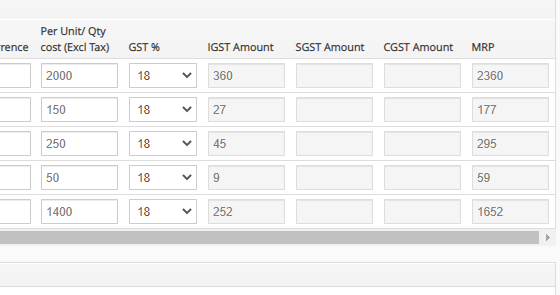 Per Unit/ Qty
rrence cost (Excl Tax) GST % IGST Amount SGST Amount CGST Amount MRP
2000 18 360 2360
150 18 27 177
250 18 45 295
50 18 9 59
1400 18 252 1652